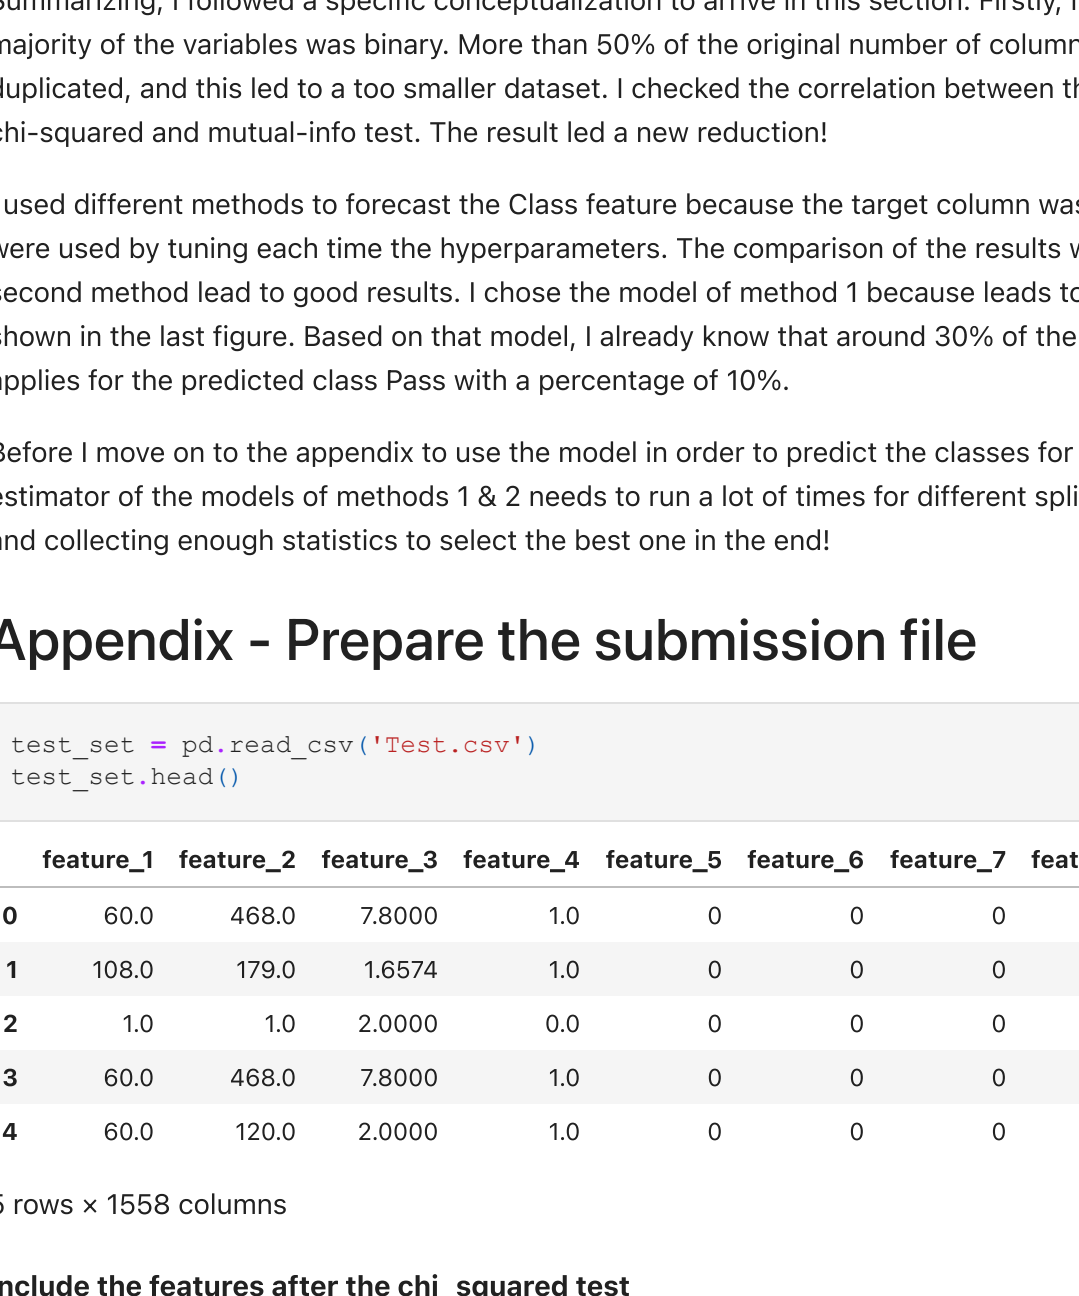 Summarizing, I followed a specific conceptualization to arrive in this section. Firstly,
majority of the variables was binary. More than 50% of the original number of column
duplicated, and this led to a too smaller dataset. I checked the correlation between
chi-squared and mutual-info test. The result led a new reduction!
used different methods to forecast the Class feature because the target column was
were used by tuning each time the hyperparameters. The comparison of the results
second method lead to good results. I chose the model of method 1 because leads to
shown in the last figure. Based on that model, I already know that around 30% of the
applies for the predicted class Pass with a percentage of 10%.
Before I move on to the appendix to use the model in order to predict the classes for
estimator of the models of methods 1 & 2 needs to run a lot of times for different spli
and collecting enough statistics to select the best one in the end!
Appendix - Prepare the submission file
test_set = pd.read_csv('Test.csv')
test_set.head()
feature_1 feature_2 feature_3 feature_4 feature_5 feature_6 feature_7 feat
0 60.0 468.0 7.8000 1.0 0 0 0
1 108.0 179.0 1.6574 1.0 0 0 0
2 1.0 1.0 2.0000 0.0 0 0 0
3 60.0 468.0 7.8000 1.0 0 0 0
4 60.0 120.0 2.0000 1.0 0 0 0
5 rows × 1558 columns
nclude the features after the chi_squared test